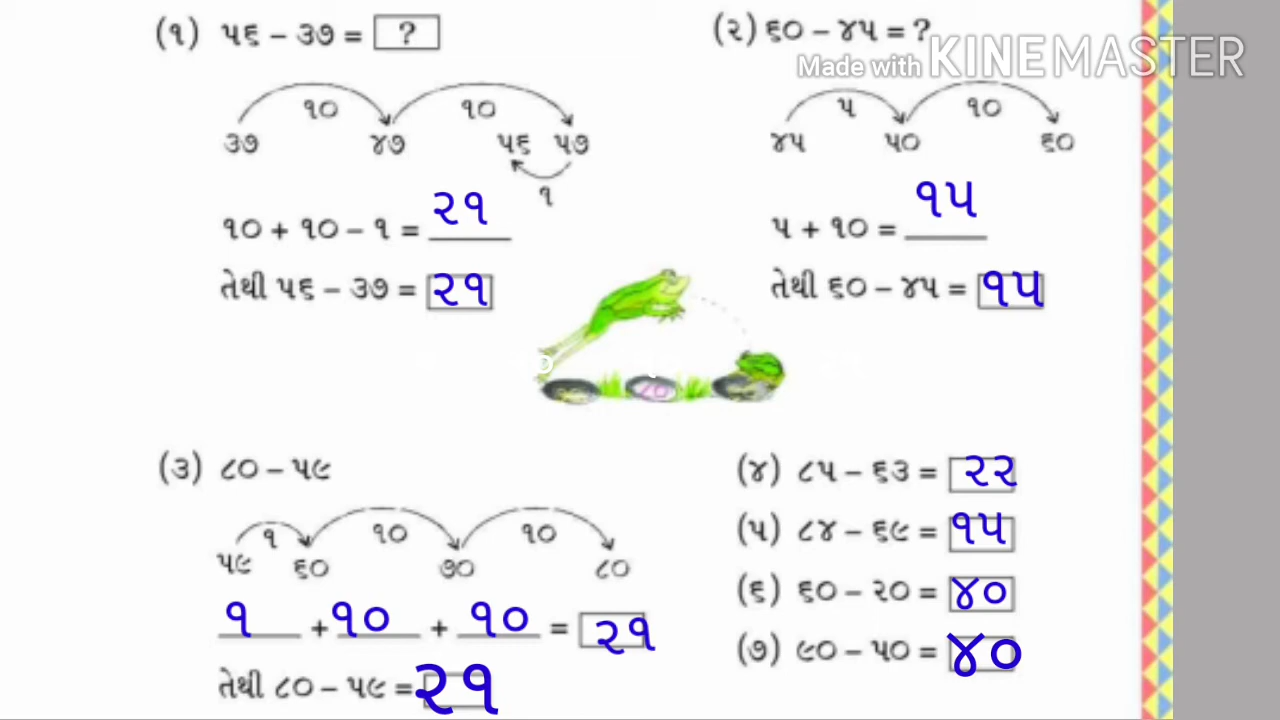 (૧) ૫૬ – ૩૭ = ?
૧૦ ૧૦
૩૭ ૪૭ ૫૬ ૫૭
૧
૧૦ + ૧૦ – ૧ = ૨૧
તેથી ૫૬ – ૩૭ = ૨૧
(૨) ૬૦ – ૪૫ = ?
Made with KINEMASTER
૫ ૧૦
૪૫ ૫૦ ૬૦
૫ + ૧૦ = ૧૫
તેથી ૬૦ – ૪૫ = ૧૫
(૩) ૮૦ – ૫૯
૧ ૧૦ ૧૦
૫૯ ૬૦ ૭૦ ૮૦
૧ + ૧૦ + ૧૦ = ૨૧
તેથી ૮૦ – ૫૯ = ૨૧
(૪) ૮૫ – ૬૩ = ૨૨
(૫) ૮૪ – ૬૯ = ૧૫
(૬) ૬૦ – ૨૦ = ૪૦
(૭) ૯૦ – ૫૦ = ૪૦